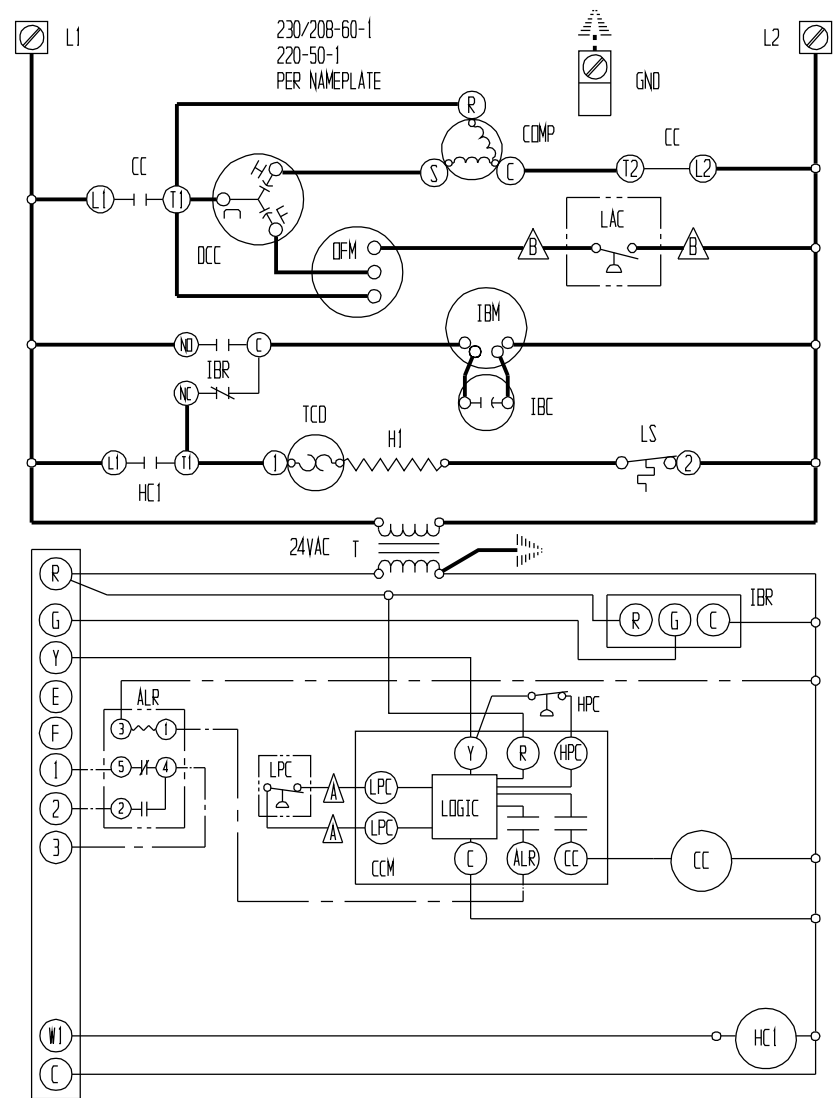 L1
230/208-60-1
220-50-1
PER NAMEPLATE
GND
L2
R
COMP
CC
CC
H
S
C
T2
L2
L1
T1
C
F
LAC
OCC
OFM
B
B
IBM
NO
C
IBR
NC
IBC
TCO
H1
LS
L1
T1
1
2
HC1
24VAC
T
R
IBR
G
R
G
C
Y
E
ALR
HPC
F
3
1
Y
R
HPC
1
5
4
LPC
A
LPC
LOGIC
2
2
A
LPC
3
CCM
C
ALR
CC
CC
W1
HC1
C